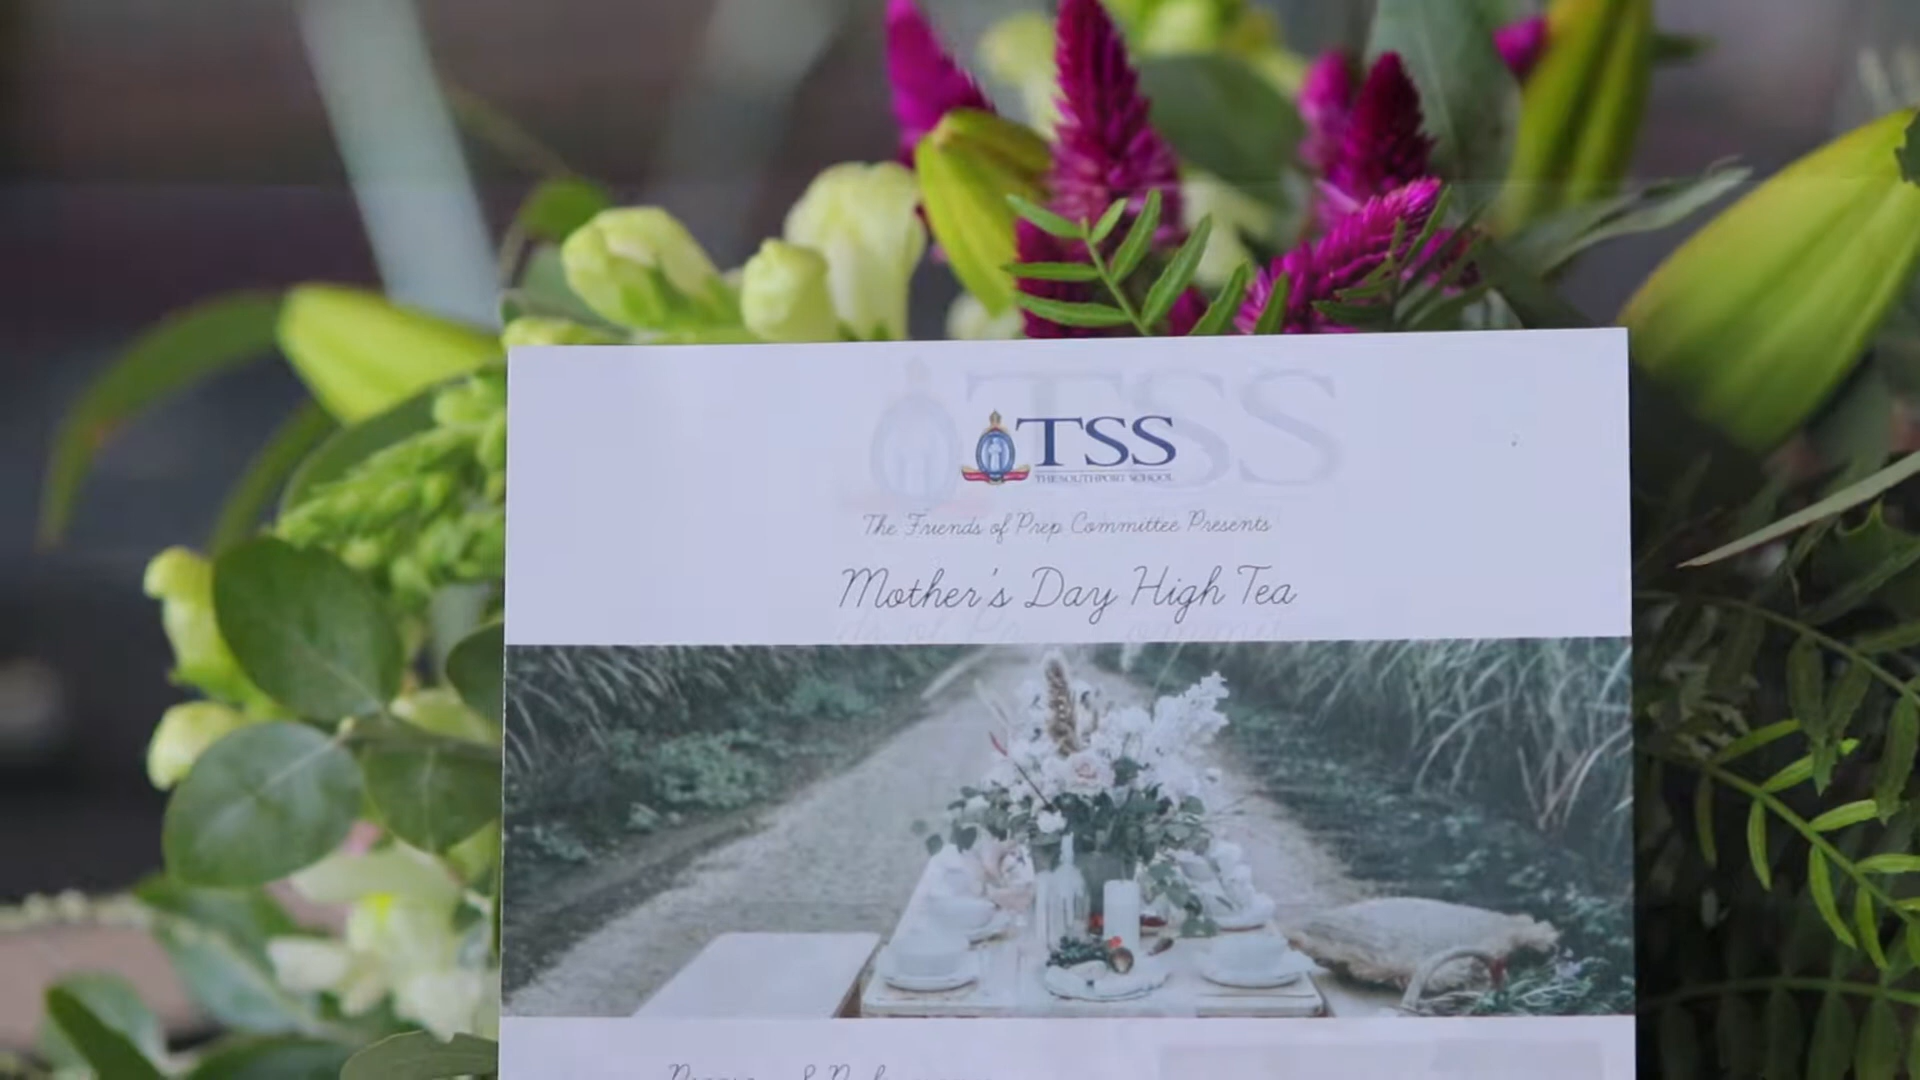 TSS
THE SOUTHPORT SCHOOL
The Friends of Prep Committee Presents
Mother's Day High Tea